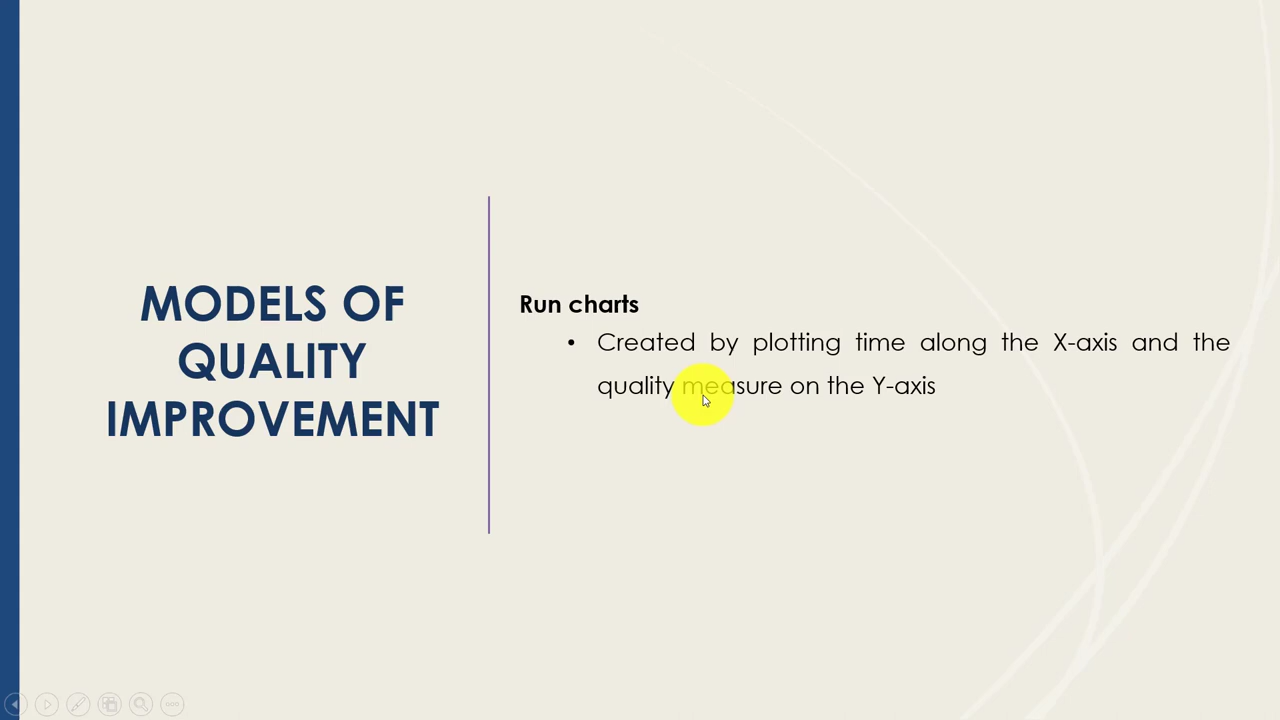 MODELS OF
QUALITY
IMPROVEMENT
Run charts
• Created by plotting time along the X-axis and the
quality measure on the Y-axis